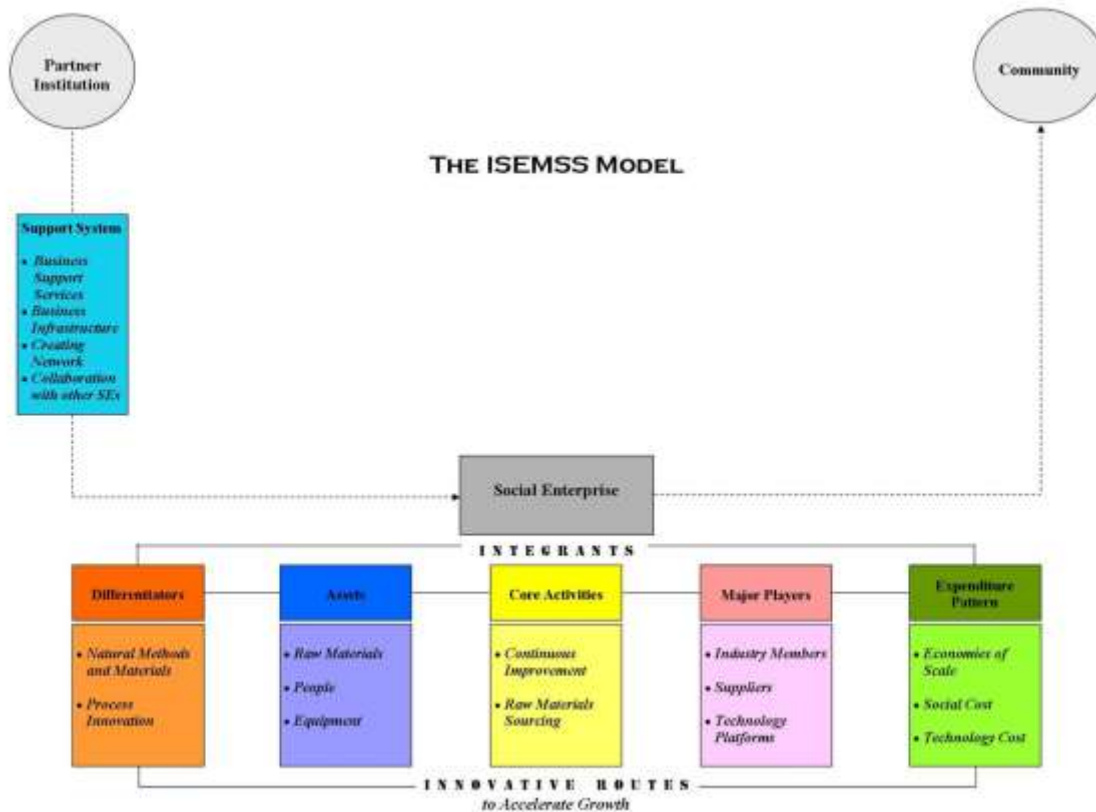 Partner
Institution
Community
THE ISEMSS MODEL
Support System
• Business
Support
Services
• Business
Infrastructure
• Creating
Network
• Collaboration
with other SEs
Social Enterprise
INTEGRANTS
Differentiators
• Natural Methods
and Materials
• Process
Innovation
Assets
• Raw Materials
• People
• Equipment
Core Activities
• Continuous
Improvement
• Raw Materials
Sourcing
Major Players
• Industry Members
• Suppliers
• Technology
Platforms
Expenditure
Pattern
• Economies of
Scale
• Social Cost
• Technology Cost
INNOVATIVE ROUTES
to Accelerate Growth